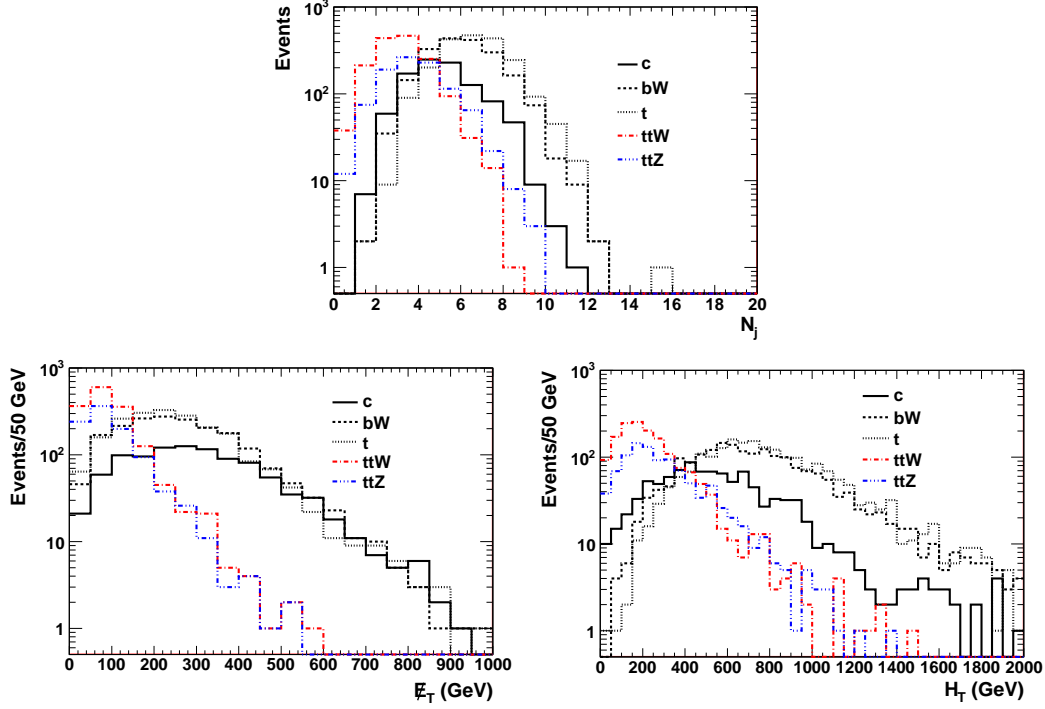 Events
10³
10²
10
1
c
bW
t
ttW
ttZ
0 2 4 6 8 10 12 14 16 18 20
N_j
Events/50 GeV
10³
10²
10
1
c
bW
t
ttW
ttZ
0 100 200 300 400 500 600 700 800 900 1000
E̸_T (GeV)
Events/50 GeV
10³
10²
10
1
c
bW
t
ttW
ttZ
0 200 400 600 800 1000 1200 1400 1600 1800 2000
H_T (GeV)